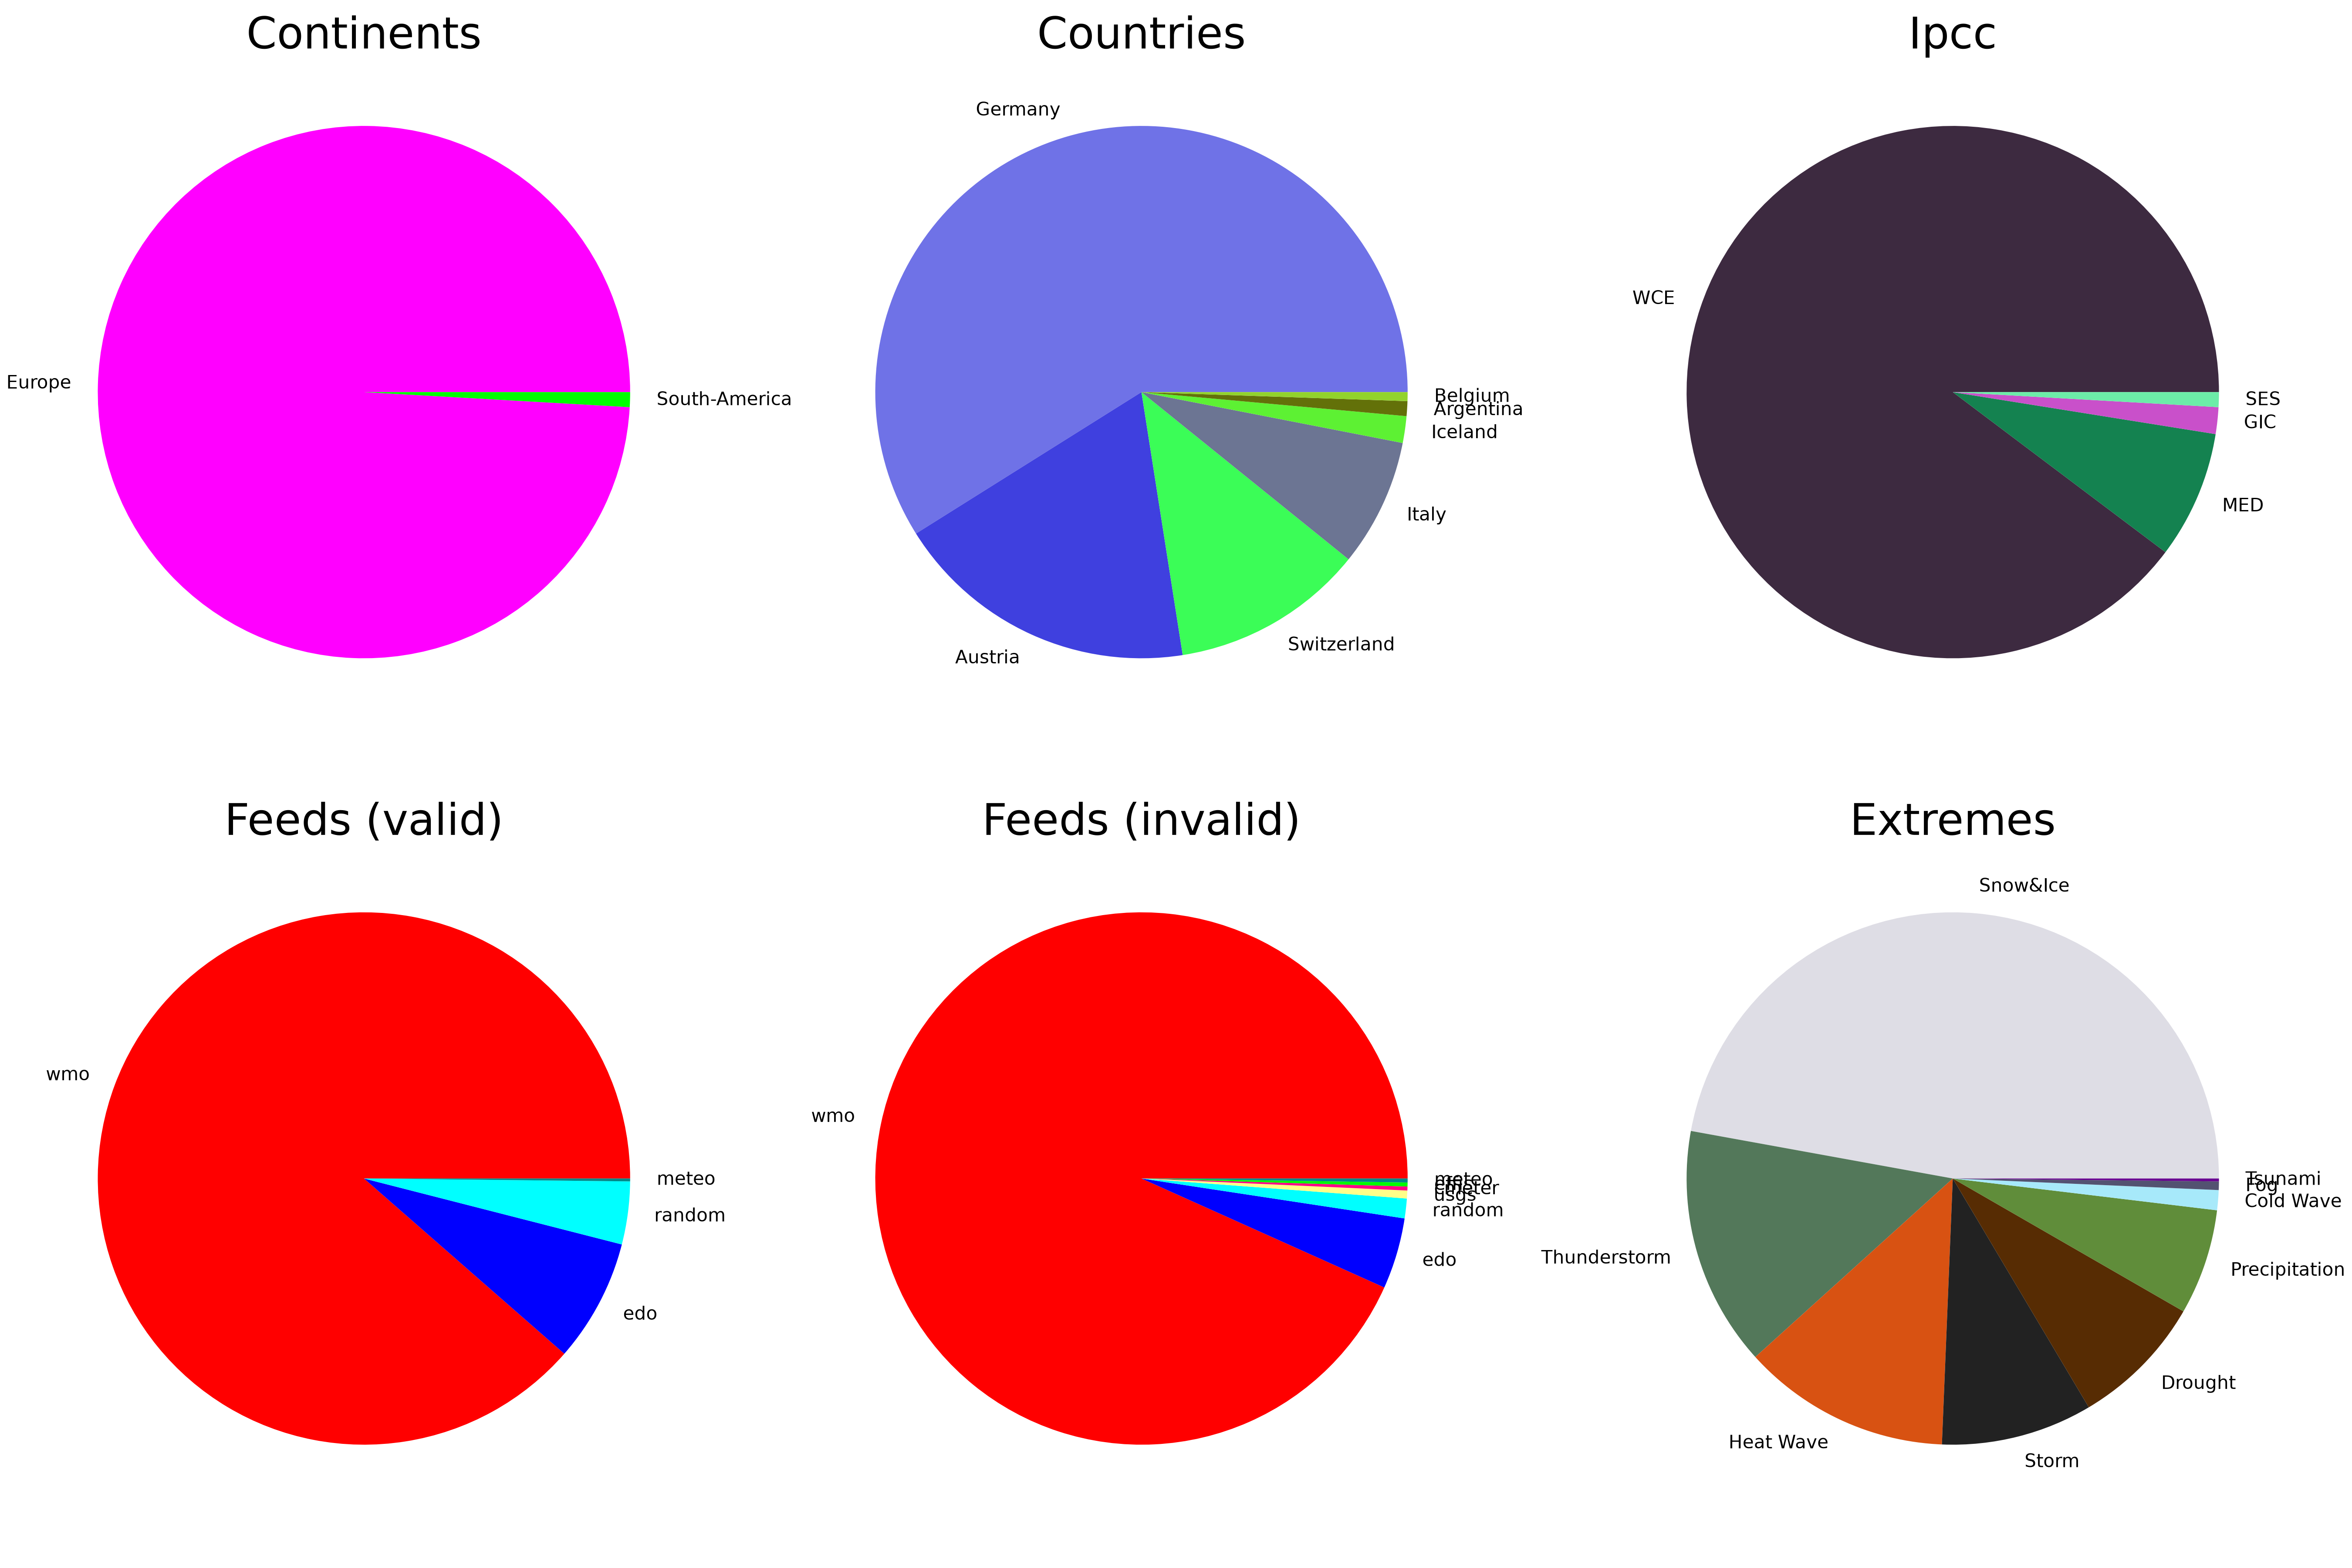 Continents
Countries
Ipcc
Europe
South-America
Germany
Belgium
Argentina
Iceland
Italy
Switzerland
Austria
WCE
SES
GIC
MED
Feeds (valid)
Feeds (invalid)
Extremes
wmo
meteo
random
edo
wmo
meteo
usgs
random
edo
Snow&Ice
Tsunami
Fog
Cold Wave
Precipitation
Thunderstorm
Drought
Heat Wave
Storm